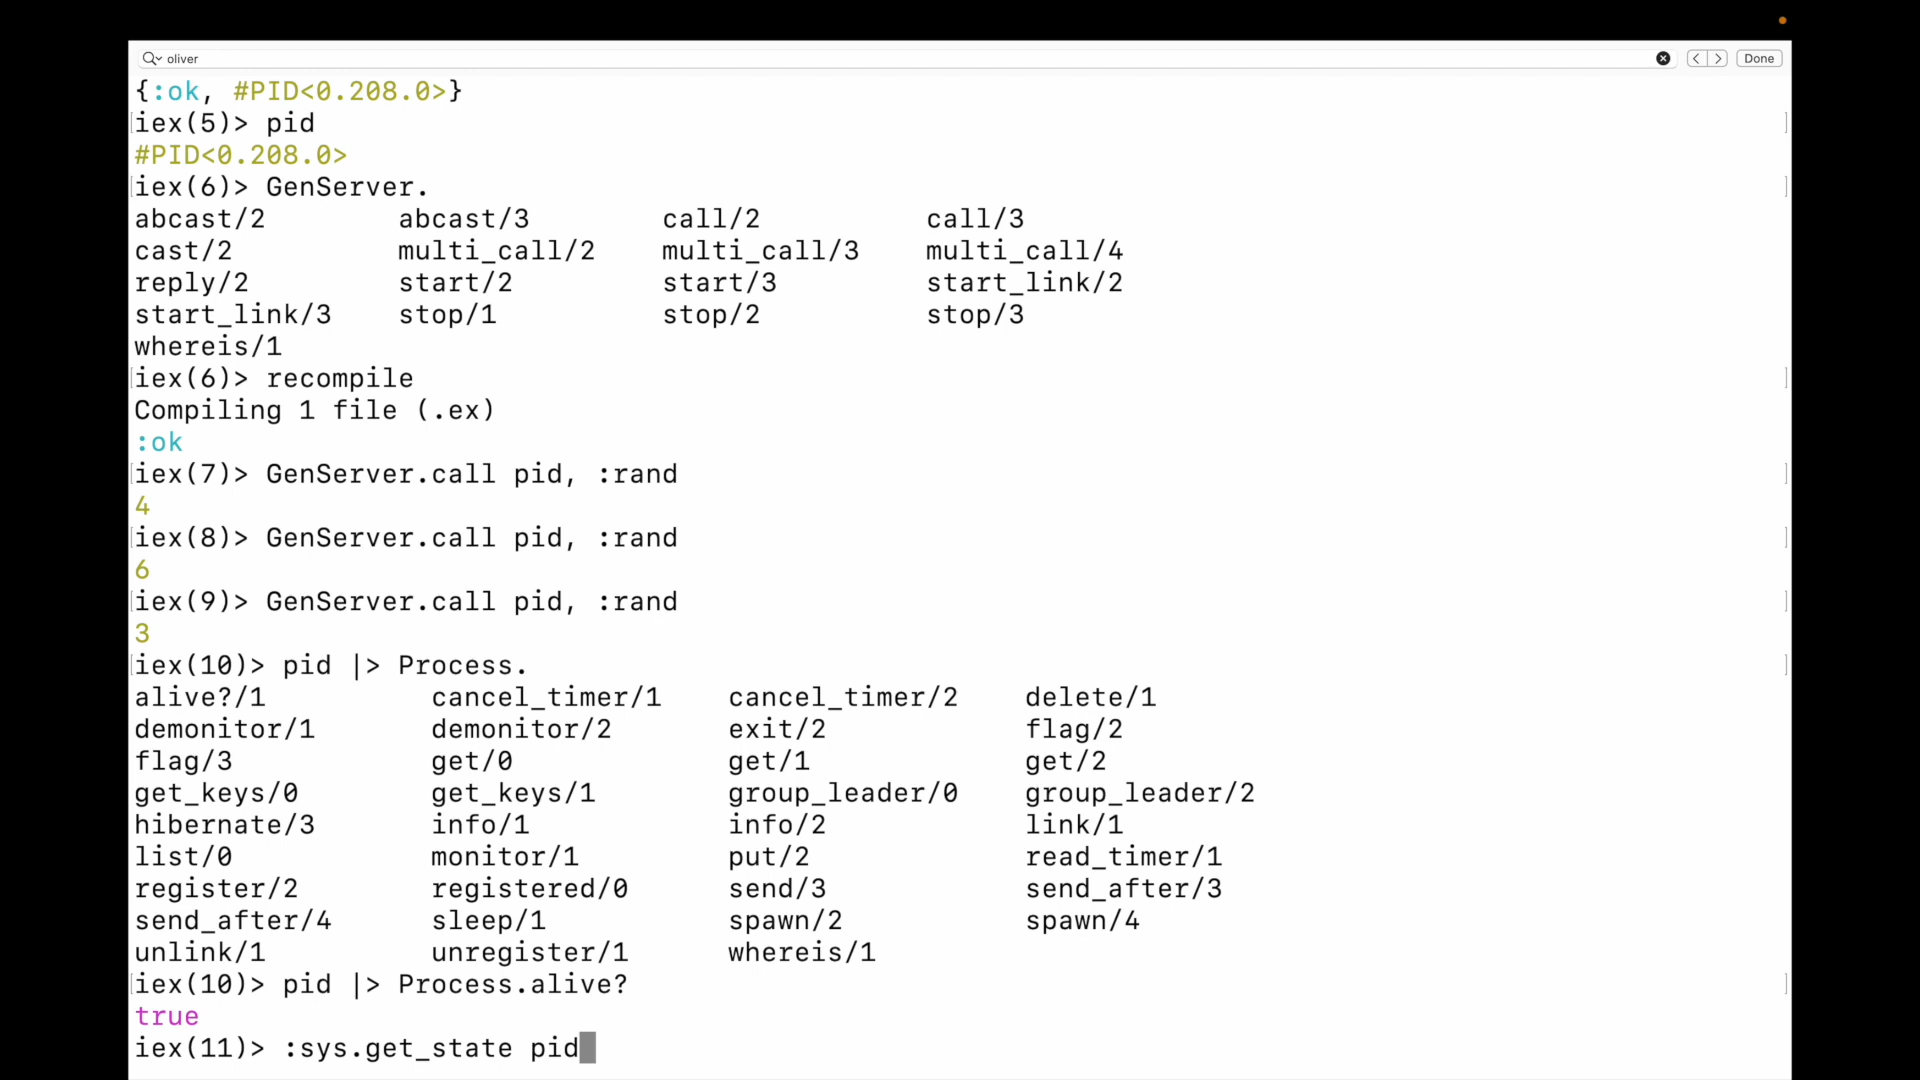 oliver Done
{:ok, #PID<0.208.0>}
iex(5)> pid
#PID<0.208.0>
iex(6)> GenServer.
abcast/2 abcast/3 call/2 call/3
cast/2 multi_call/2 multi_call/3 multi_call/4
reply/2 start/2 start/3 start_link/2
start_link/3 stop/1 stop/2 stop/3
whereis/1
iex(6)> recompile
Compiling 1 file (.ex)
:ok
iex(7)> GenServer.call pid, :rand
4
iex(8)> GenServer.call pid, :rand
6
iex(9)> GenServer.call pid, :rand
3
iex(10)> pid |> Process.
alive?/1 cancel_timer/1 cancel_timer/2 delete/1
demonitor/1 demonitor/2 exit/2 flag/2
flag/3 get/0 get/1 get/2
get_keys/0 get_keys/1 group_leader/0 group_leader/2
hibernate/3 info/1 info/2 link/1
list/0 monitor/1 put/2 read_timer/1
register/2 registered/0 send/3 send_after/3
send_after/4 sleep/1 spawn/2 spawn/4
unlink/1 unregister/1 whereis/1
iex(10)> pid |> Process.alive?
true
iex(11)> :sys.get_state pid